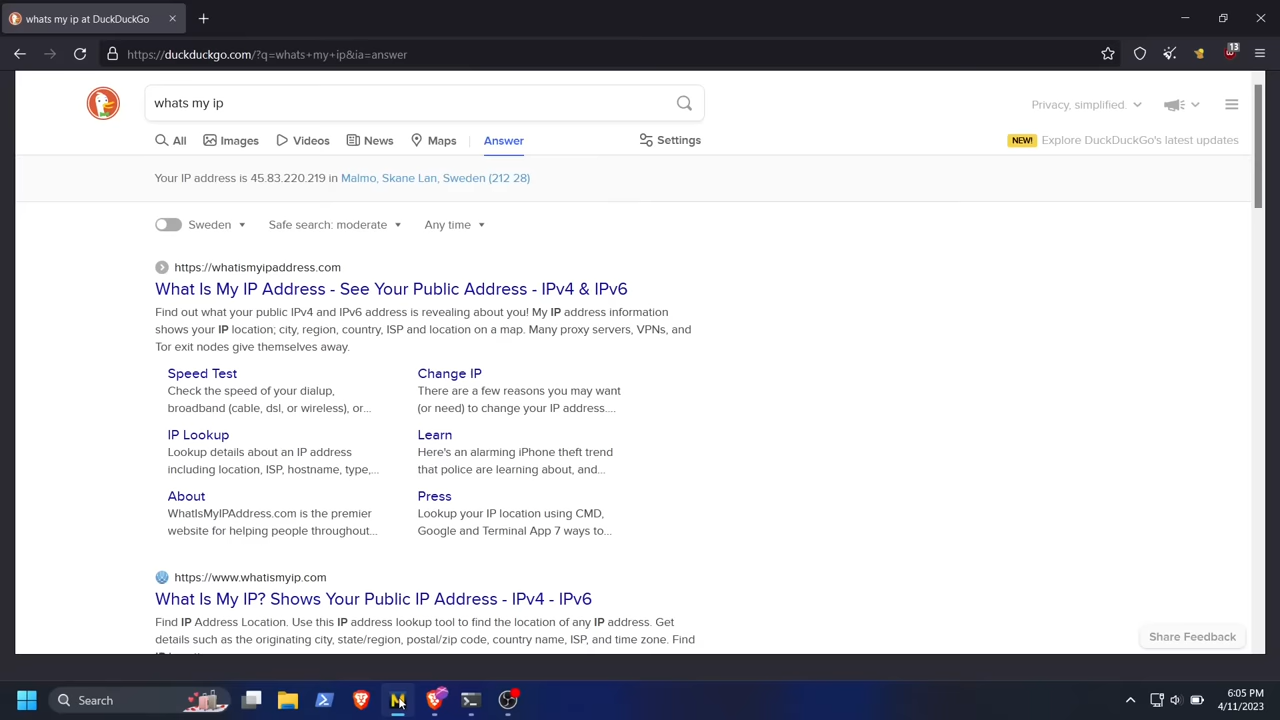 whats my ip at DuckDuckGo
https://duckduckgo.com/?q=whats+my+ip&ia=answer
13
whats my ip
Privacy, simplified.
All Images Videos News Maps Answer Settings
NEW! Explore DuckDuckGo's latest updates
Your IP address is 45.83.220.219 in Malmo, Skane Lan, Sweden (212 28)
Sweden Safe search: moderate Any time
https://whatismyipaddress.com
What Is My IP Address - See Your Public Address - IPv4 & IPv6
Find out what your public IPv4 and IPv6 address is revealing about you! My IP address information
shows your IP location; city, region, country, ISP and location on a map. Many proxy servers, VPNs, and
Tor exit nodes give themselves away.
Speed Test
Check the speed of your dialup,
broadband (cable, dsl, or wireless), or...
Change IP
There are a few reasons you may want
(or need) to change your IP address....
IP Lookup
Lookup details about an IP address
including location, ISP, hostname, type,...
Learn
Here's an alarming iPhone theft trend
that police are learning about, and...
About
WhatIsMyIPAddress.com is the premier
website for helping people throughout...
Press
Lookup your IP location using CMD,
Google and Terminal App 7 ways to...
https://www.whatismyip.com
What Is My IP? Shows Your Public IP Address - IPv4 - IPv6
Find IP Address Location. Use this IP address lookup tool to find the location of any IP address. Get
details such as the originating city, state/region, postal/zip code, country name, ISP, and time zone. Find
Share Feedback
Search
6:05 PM
4/11/2023